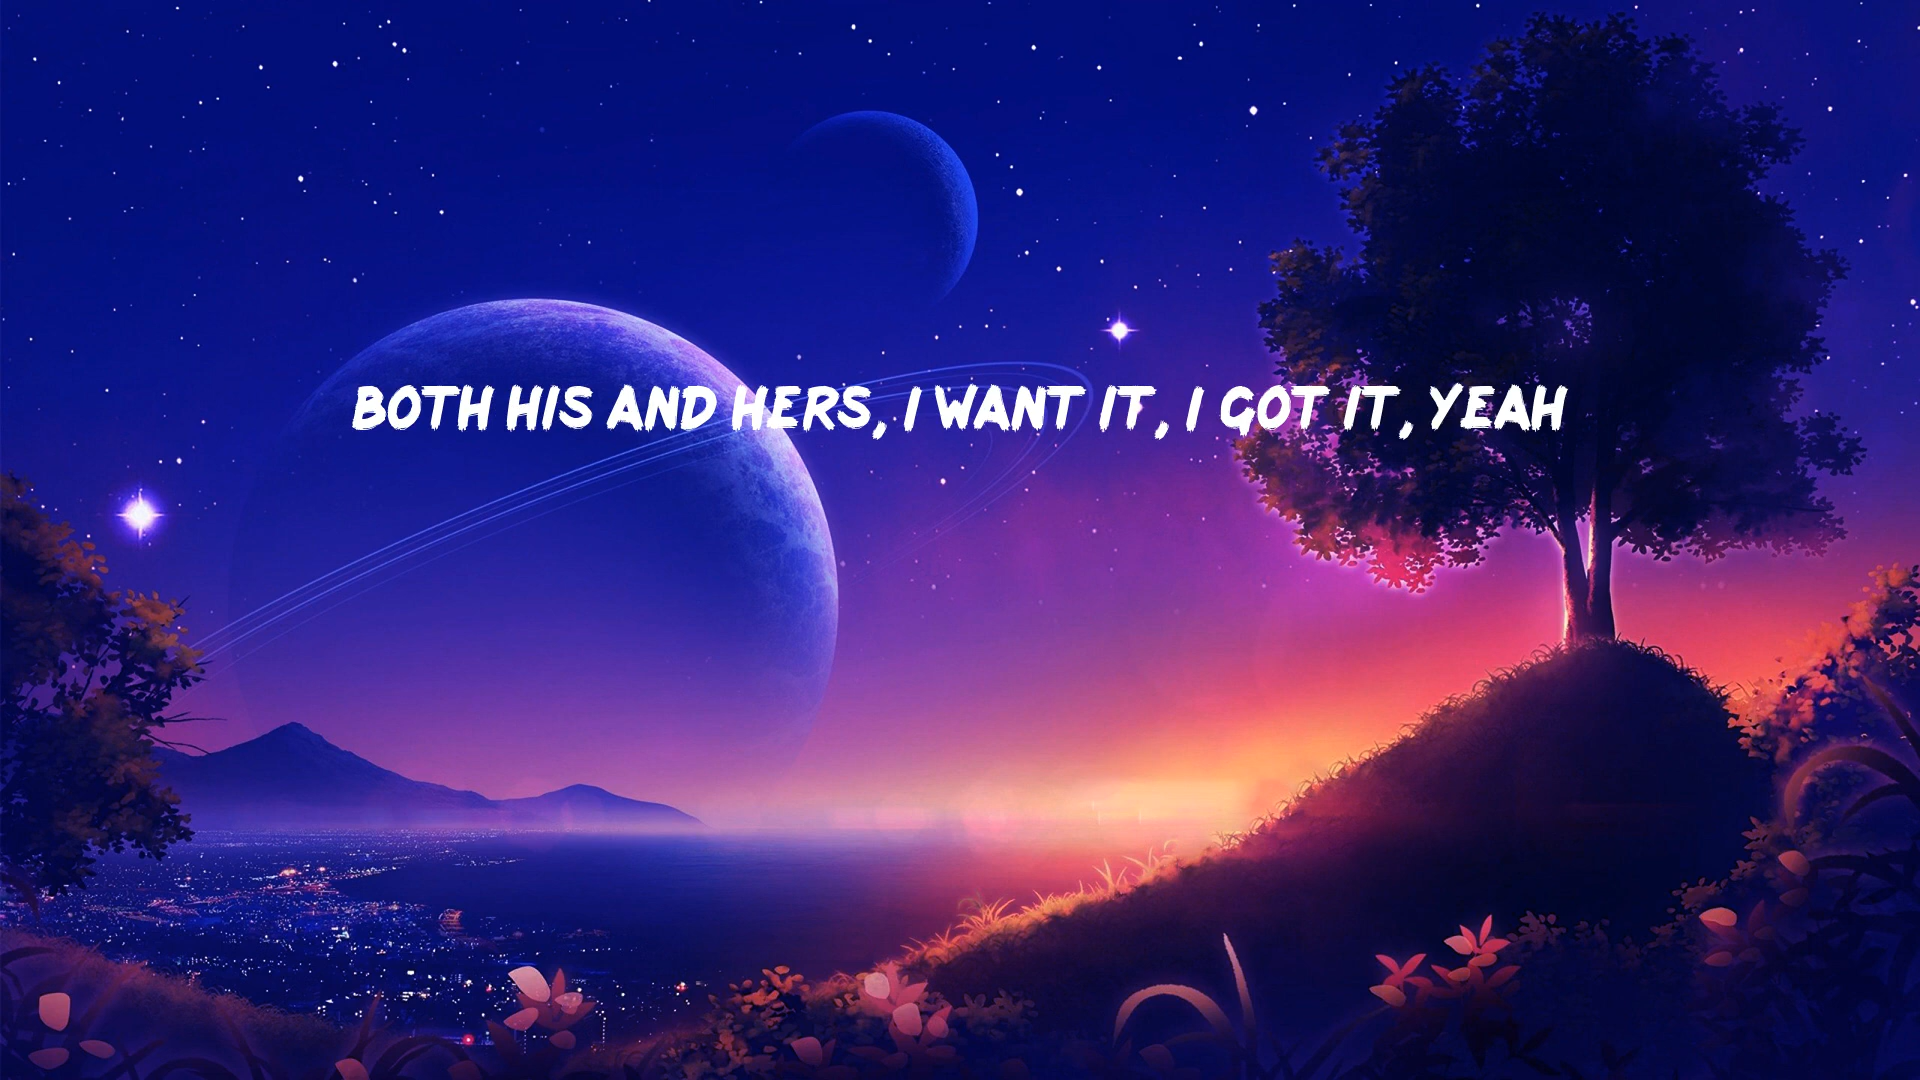 BOTH HIS AND HERS, I WANT IT, I GOT IT, YEAH